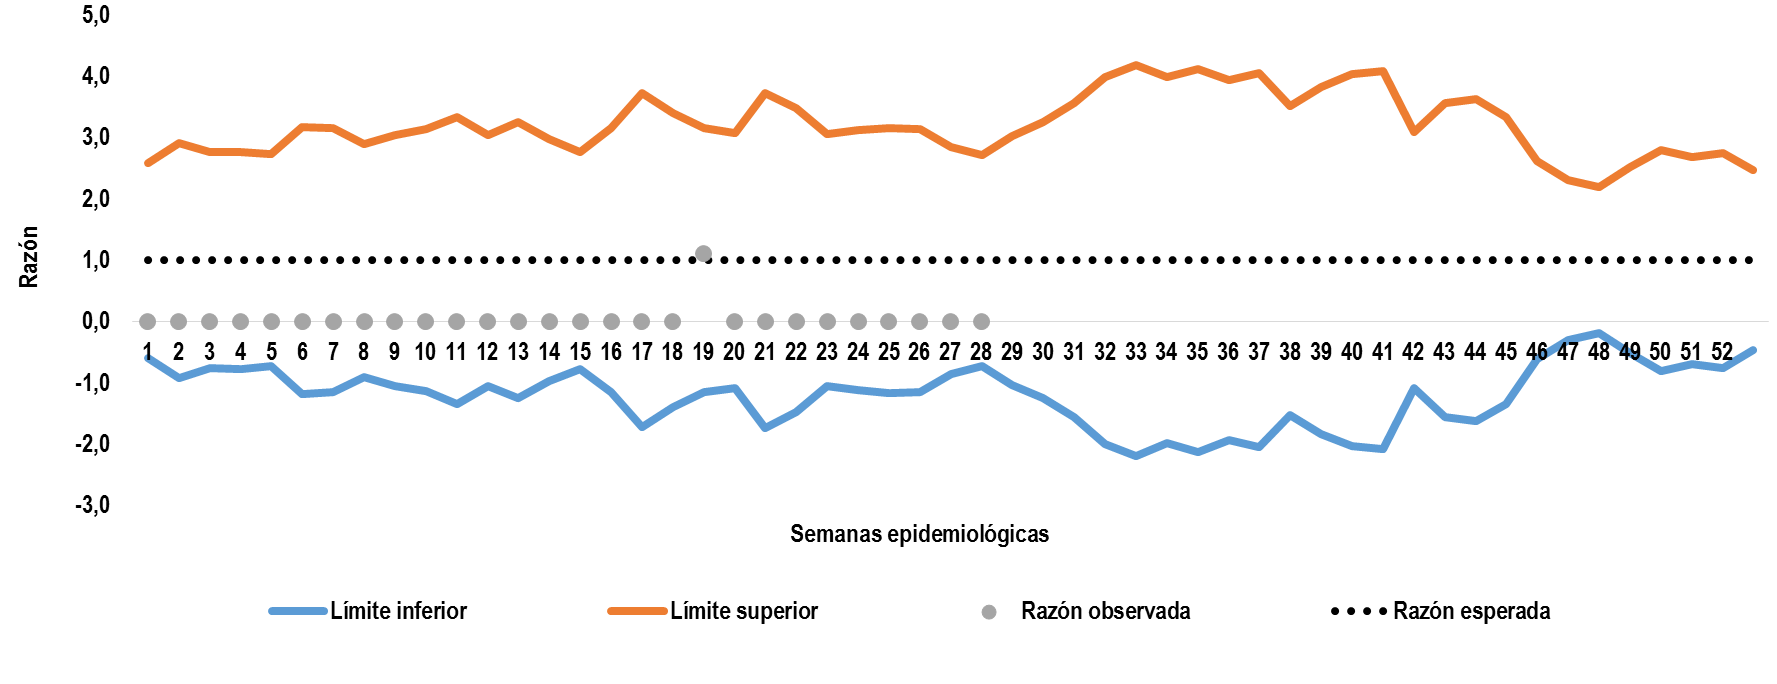 5,0
4,0
3,0
2,0
1,0
0,0
-1,0
-2,0
-3,0
Razón
1 2 3 4 5 6 7 8 9 10 11 12 13 14 15 16 17 18 19 20 21 22 23 24 25 26 27 28 29 30 31 32 33 34 35 36 37 38 39 40 41 42 43 44 45 46 47 48 49 50 51 52
Semanas epidemiológicas
Límite inferior Límite superior Razón observada Razón esperada